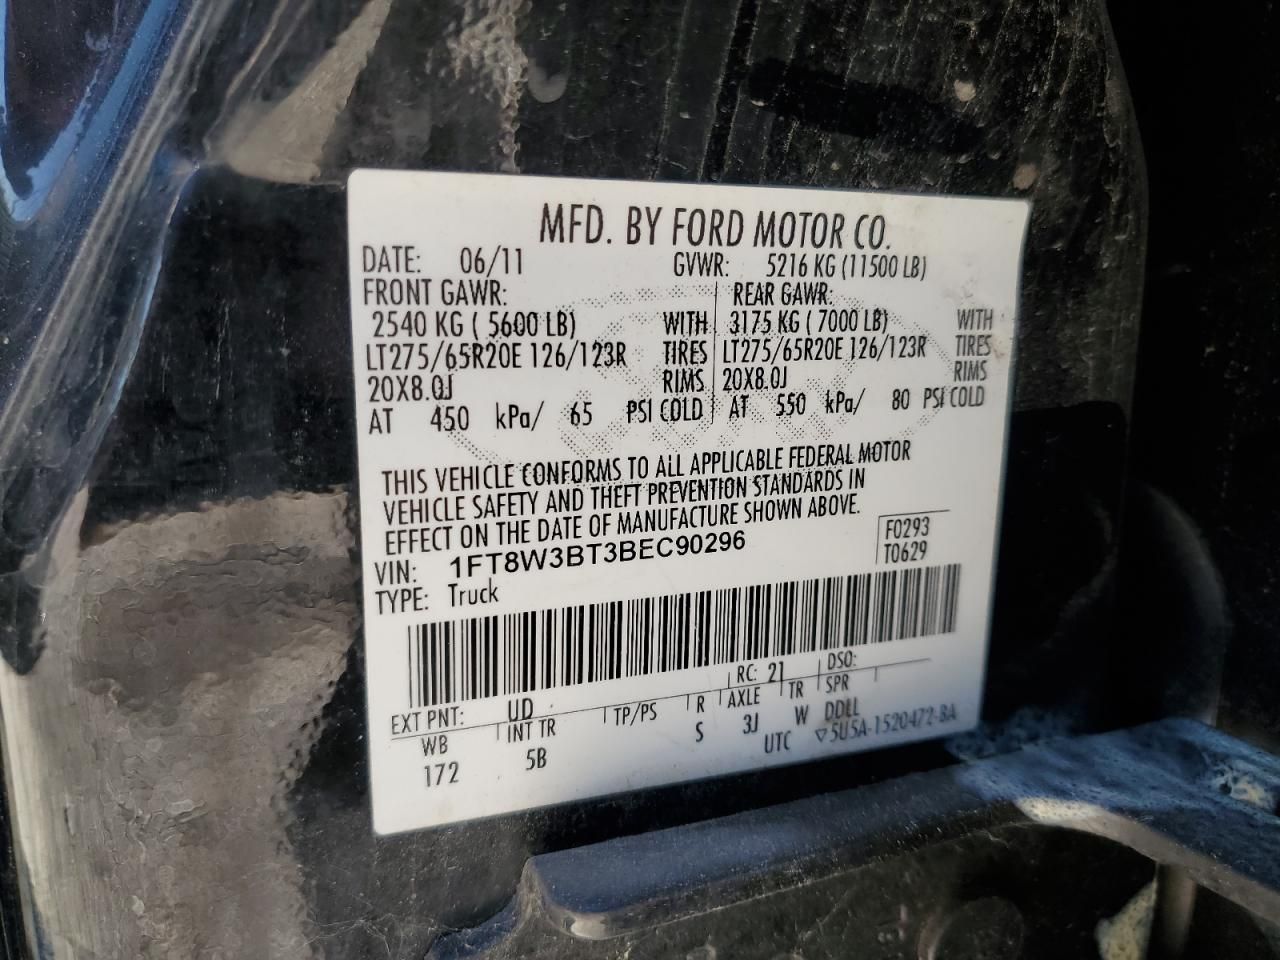 MFD. BY FORD MOTOR CO.
DATE: 06/11 GVWR: 5216 KG (11500 LB)
FRONT GAWR: REAR GAWR:
2540 KG ( 5600 LB) WITH 3175 KG ( 7000 LB) WITH
LT275/65R20E 126/123R TIRES LT275/65R20E 126/123R TIRES
20X8.0J RIMS 20X8.0J RIMS
AT 450 kPa/ 65 PSI COLD AT 550 kPa/ 80 PSI COLD
THIS VEHICLE CONFORMS TO ALL APPLICABLE FEDERAL MOTOR
VEHICLE SAFETY AND THEFT PREVENTION STANDARDS IN
EFFECT ON THE DATE OF MANUFACTURE SHOWN ABOVE.
VIN: 1FT8W3BT3BEC90296 F0293
TYPE: Truck T0629
EXT PNT: UD RC: 21 DSO:
WB INT TR TP/PS R AXLE TR SPR
172 5B S 3J W DDLL
UTC ▽5U5A-1520472-BA